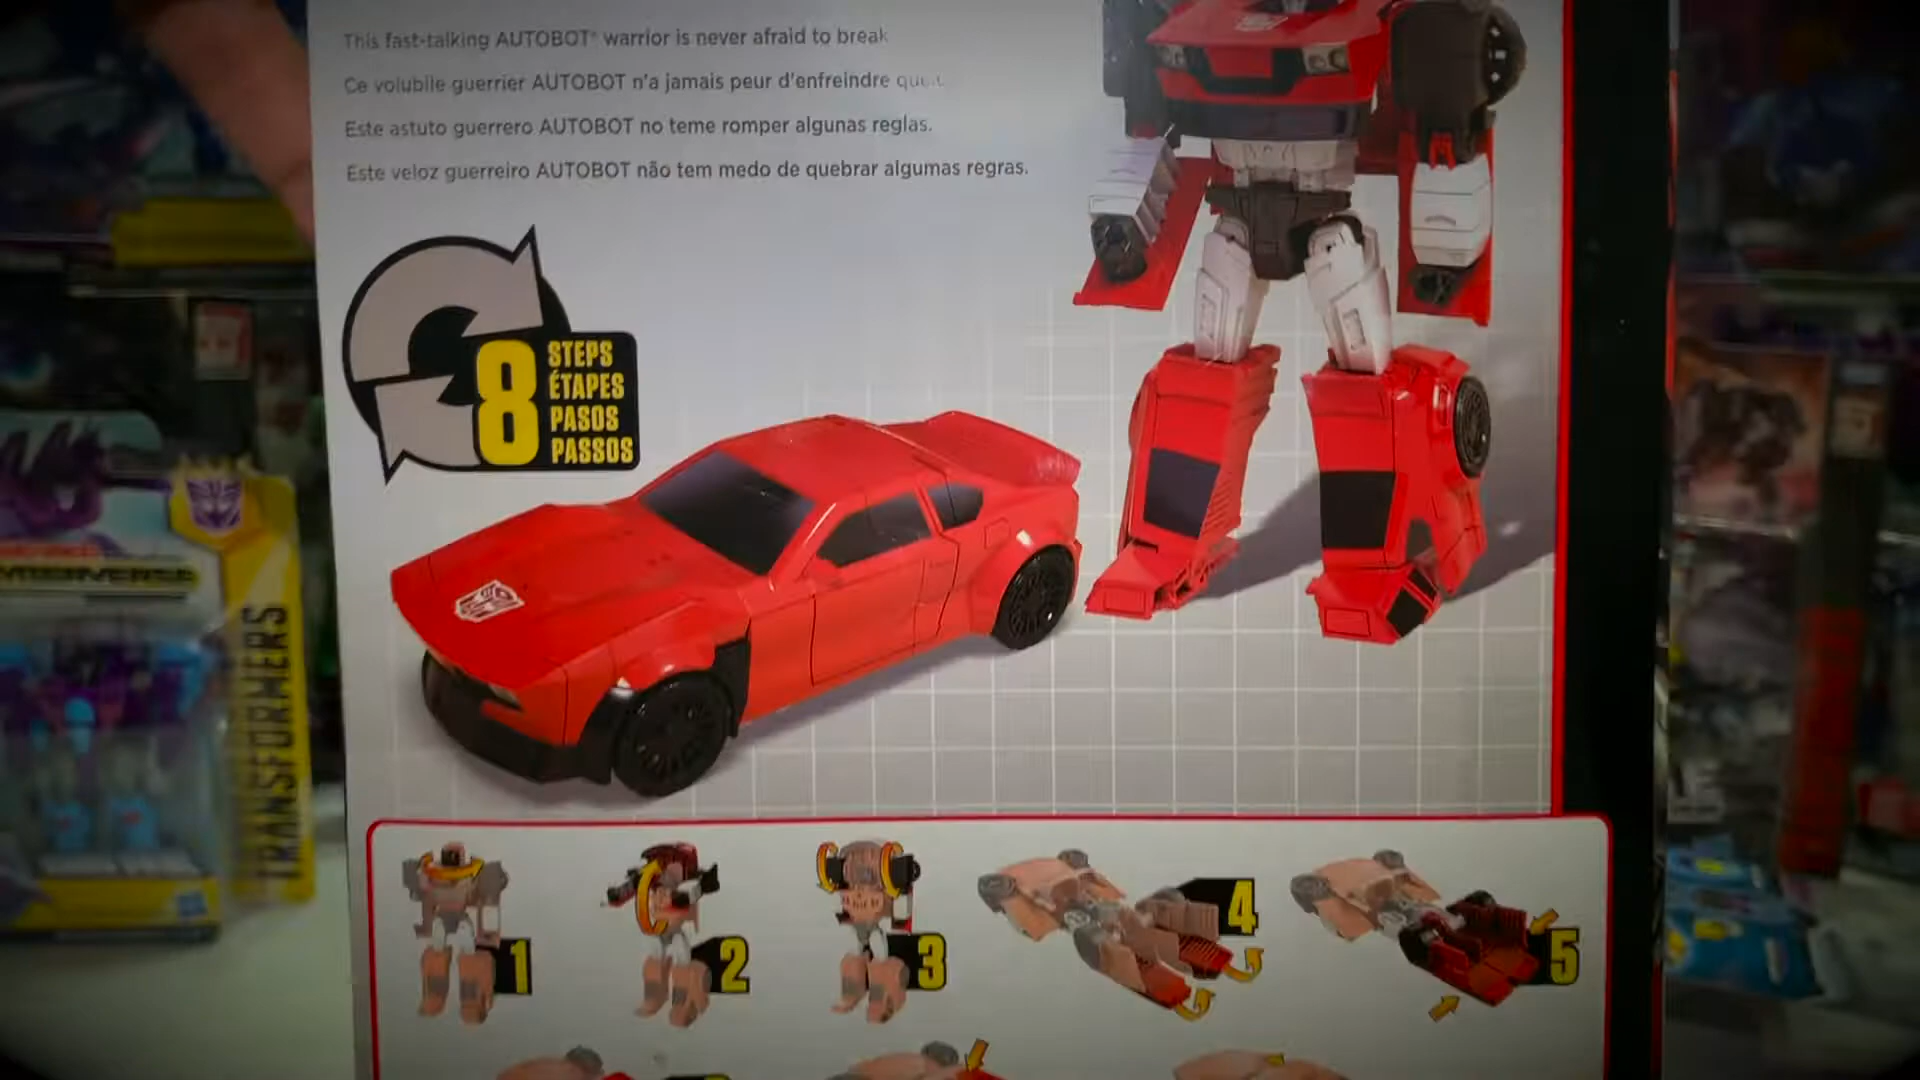 This fast-talking AUTOBOT® warrior is never afraid to break
Ce volubile guerrier AUTOBOT n'a jamais peur d'enfreindre
Este astuto guerrero AUTOBOT no teme romper algunas reglas.
Este veloz guerreiro AUTOBOT não tem medo de quebrar algumas regras.
8
STEPS
ÉTAPES
PASOS
PASSOS
TRANSFORMERS
1
2
3
4
5